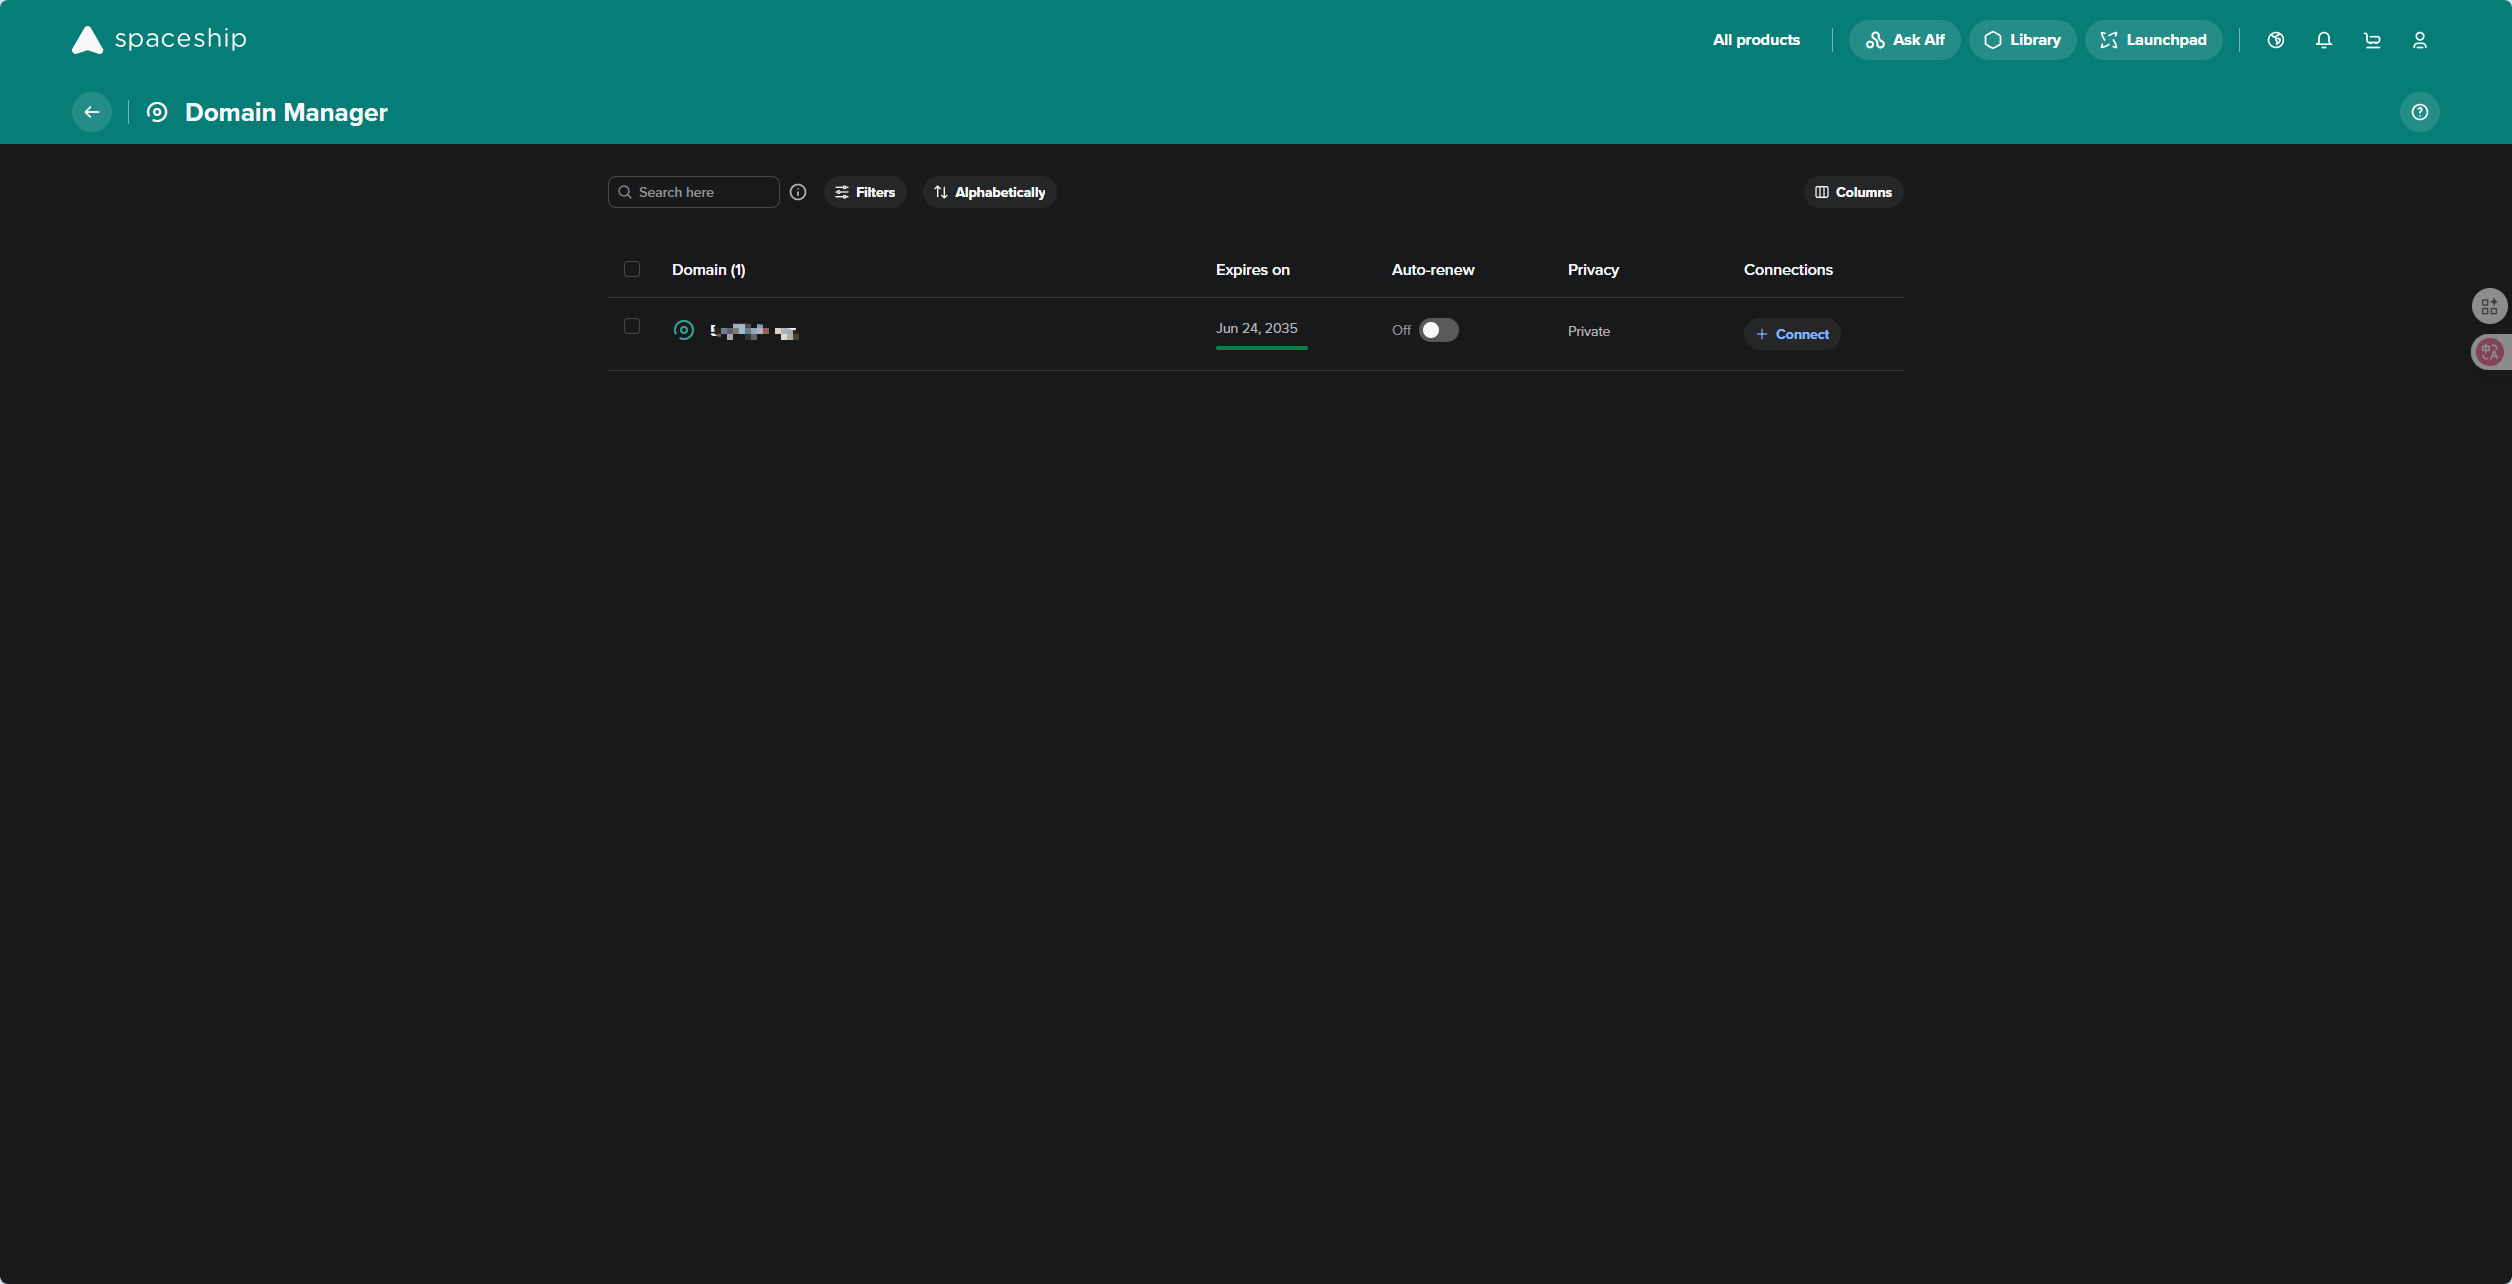 spaceship
All products
Ask Alf
Library
Launchpad
Domain Manager
Search here
Filters
Alphabetically
Columns
Domain (1)
Expires on
Auto-renew
Privacy
Connections
Jun 24, 2035
Off
Private
Connect